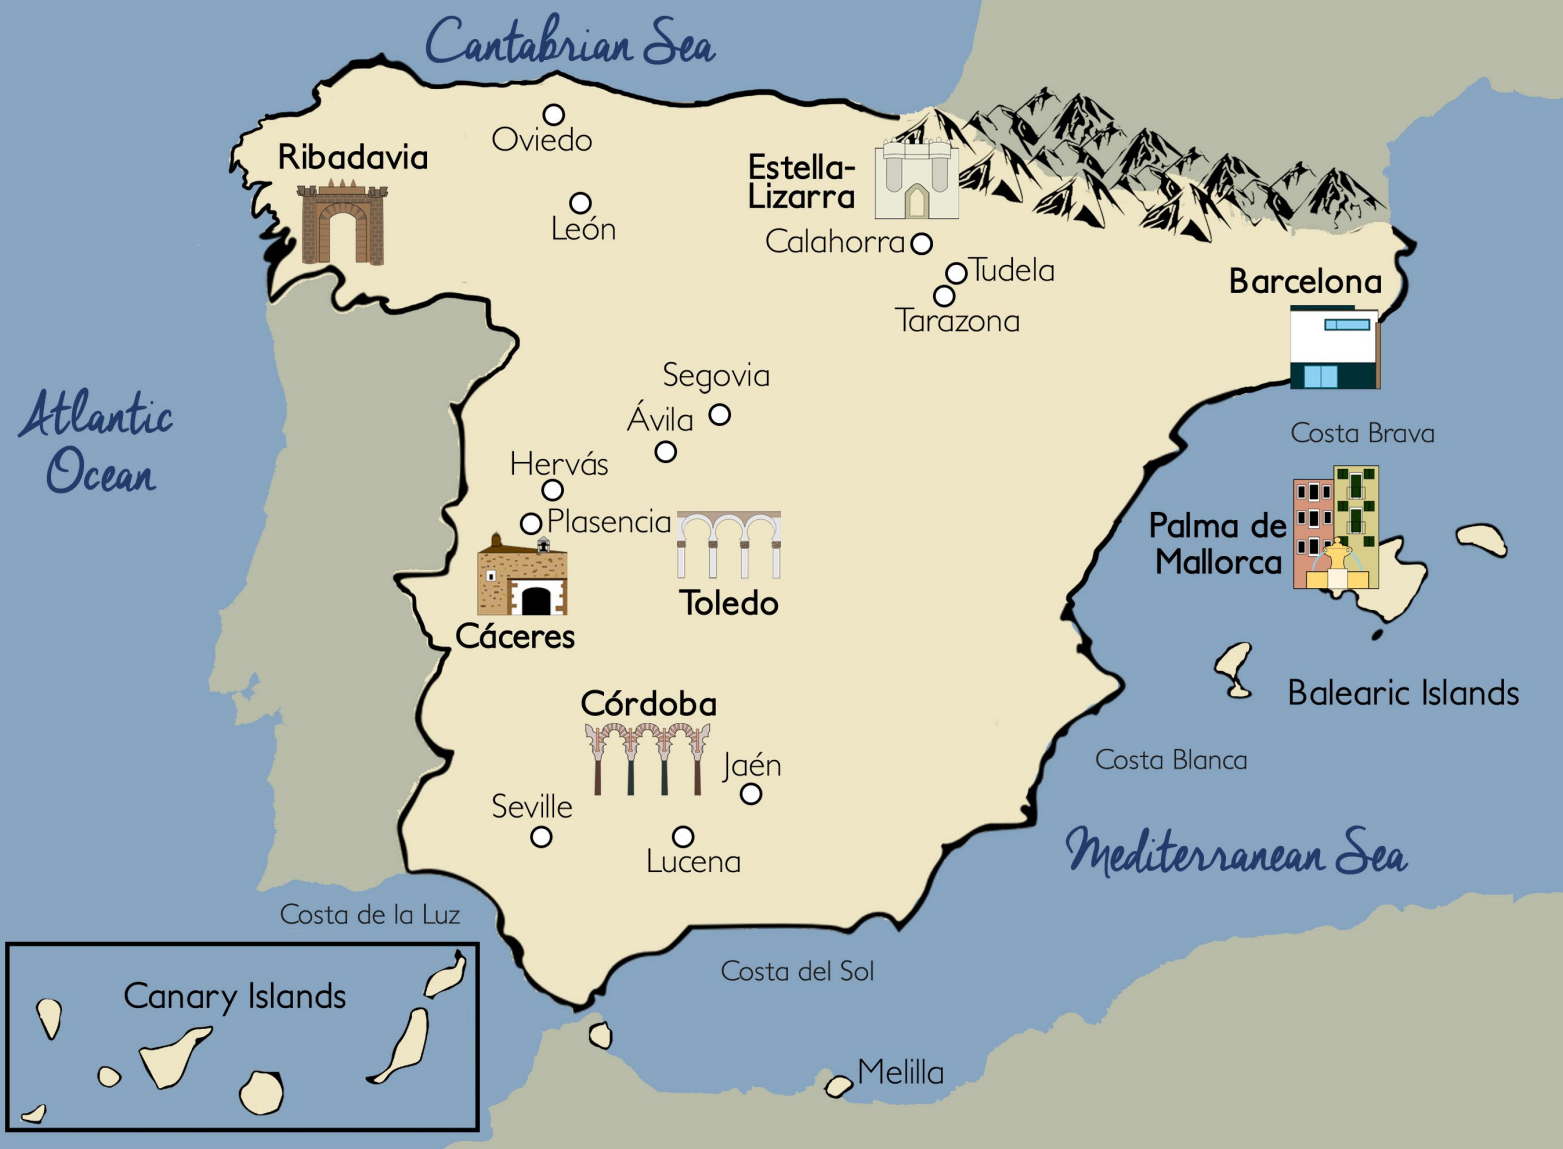 Cantabrian Sea
Oviedo
Ribadavia
Estella-
Lizarra
León
Calahorra
Tudela
Barcelona
Tarazona
Segovia
Atlantic
Ocean
Ávila
Costa Brava
Hervás
Plasencia
Palma de
Mallorca
Toledo
Cáceres
Balearic Islands
Córdoba
Costa Blanca
Jaén
Seville
Lucena
Mediterranean Sea
Costa de la Luz
Costa del Sol
Canary Islands
Melilla